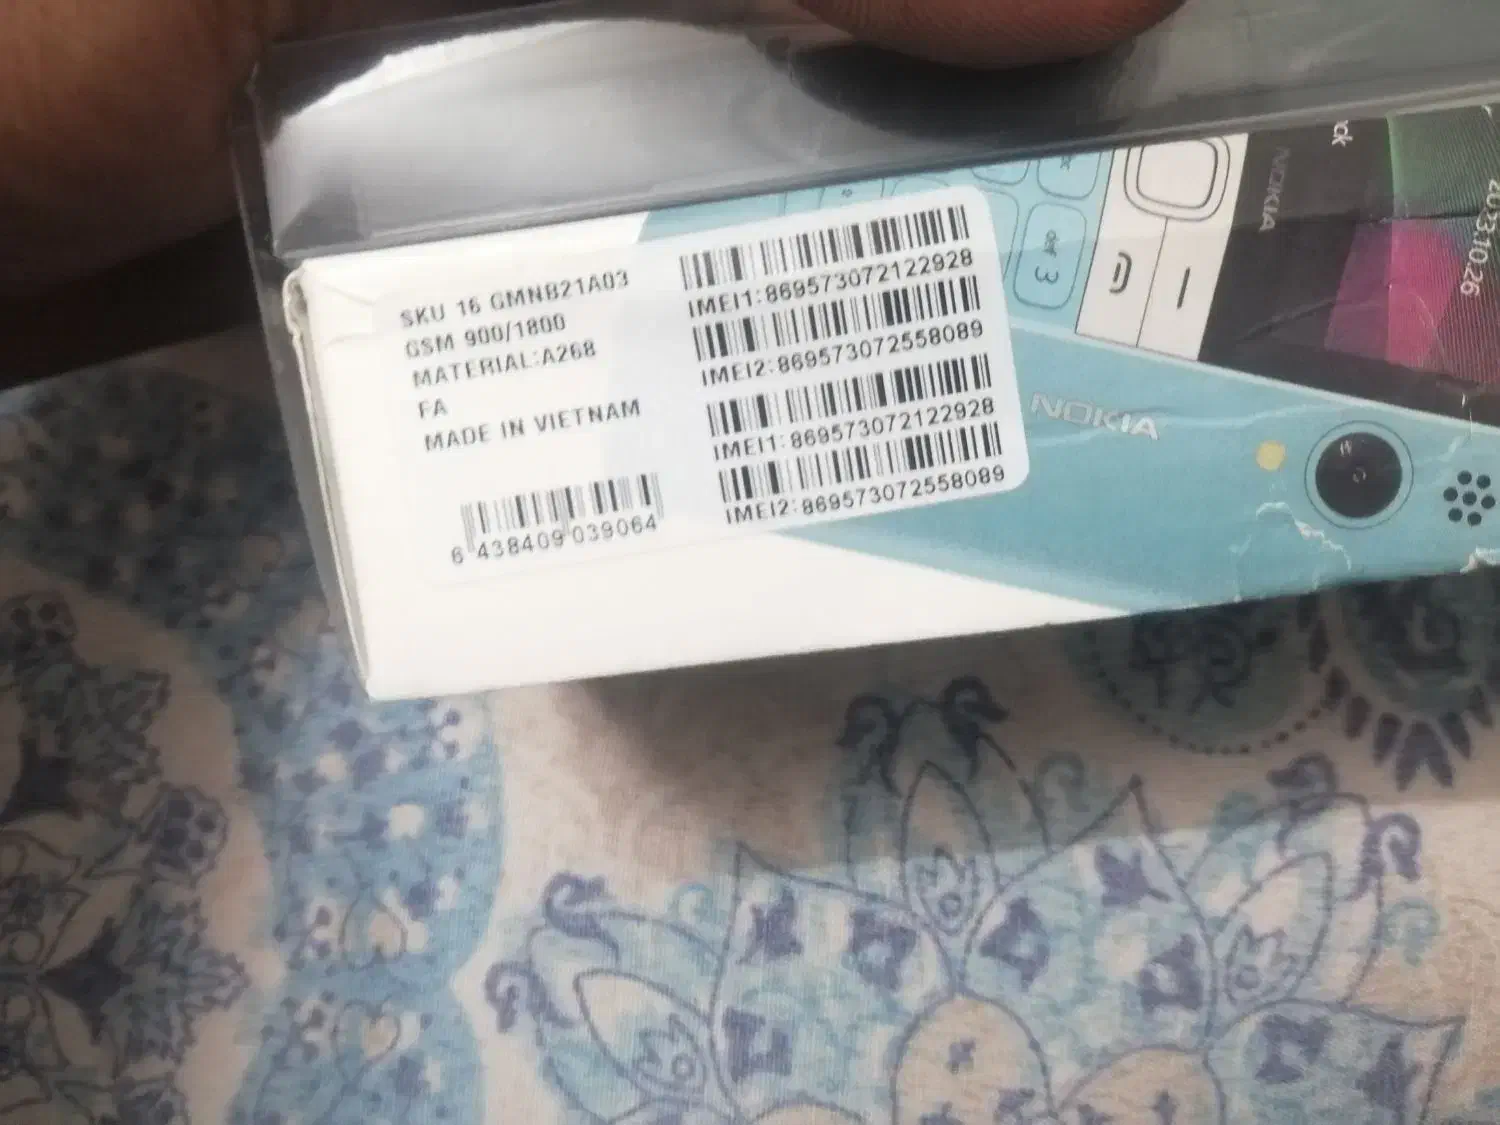 SKU 16 GMNB21A03
GSM 900/1800
MATERIAL:A268
FA
MADE IN VIETNAM
6 438409 039064
IMEI1:869573072122928
IMEI2:869573072558089
IMEI1:869573072122928
IMEI2:869573072558089
def 3
NOKIA
NOKIA